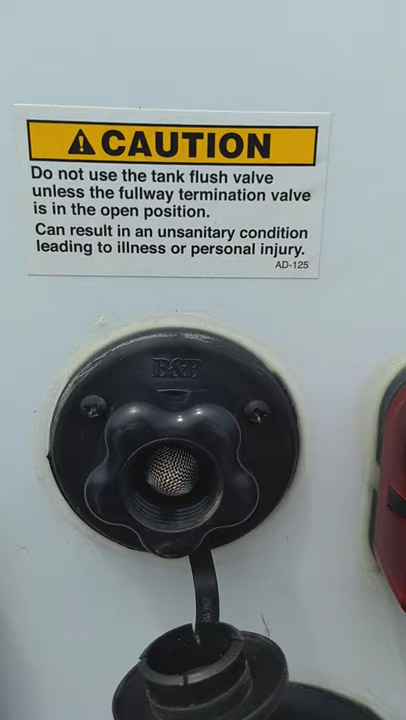 CAUTION
Do not use the tank flush valve
unless the fullway termination valve
is in the open position.
Can result in an unsanitary condition
leading to illness or personal injury.
AD-125
B&B